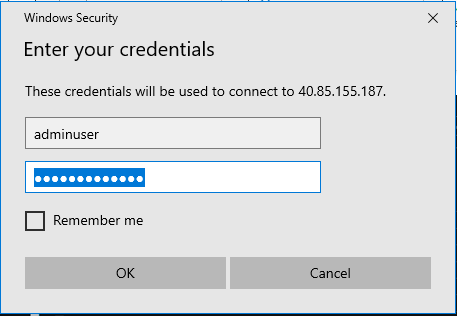 Windows Security
Enter your credentials
These credentials will be used to connect to 40.85.155.187.
adminuser
●●●●●●●●●●●●●
Remember me
OK
Cancel